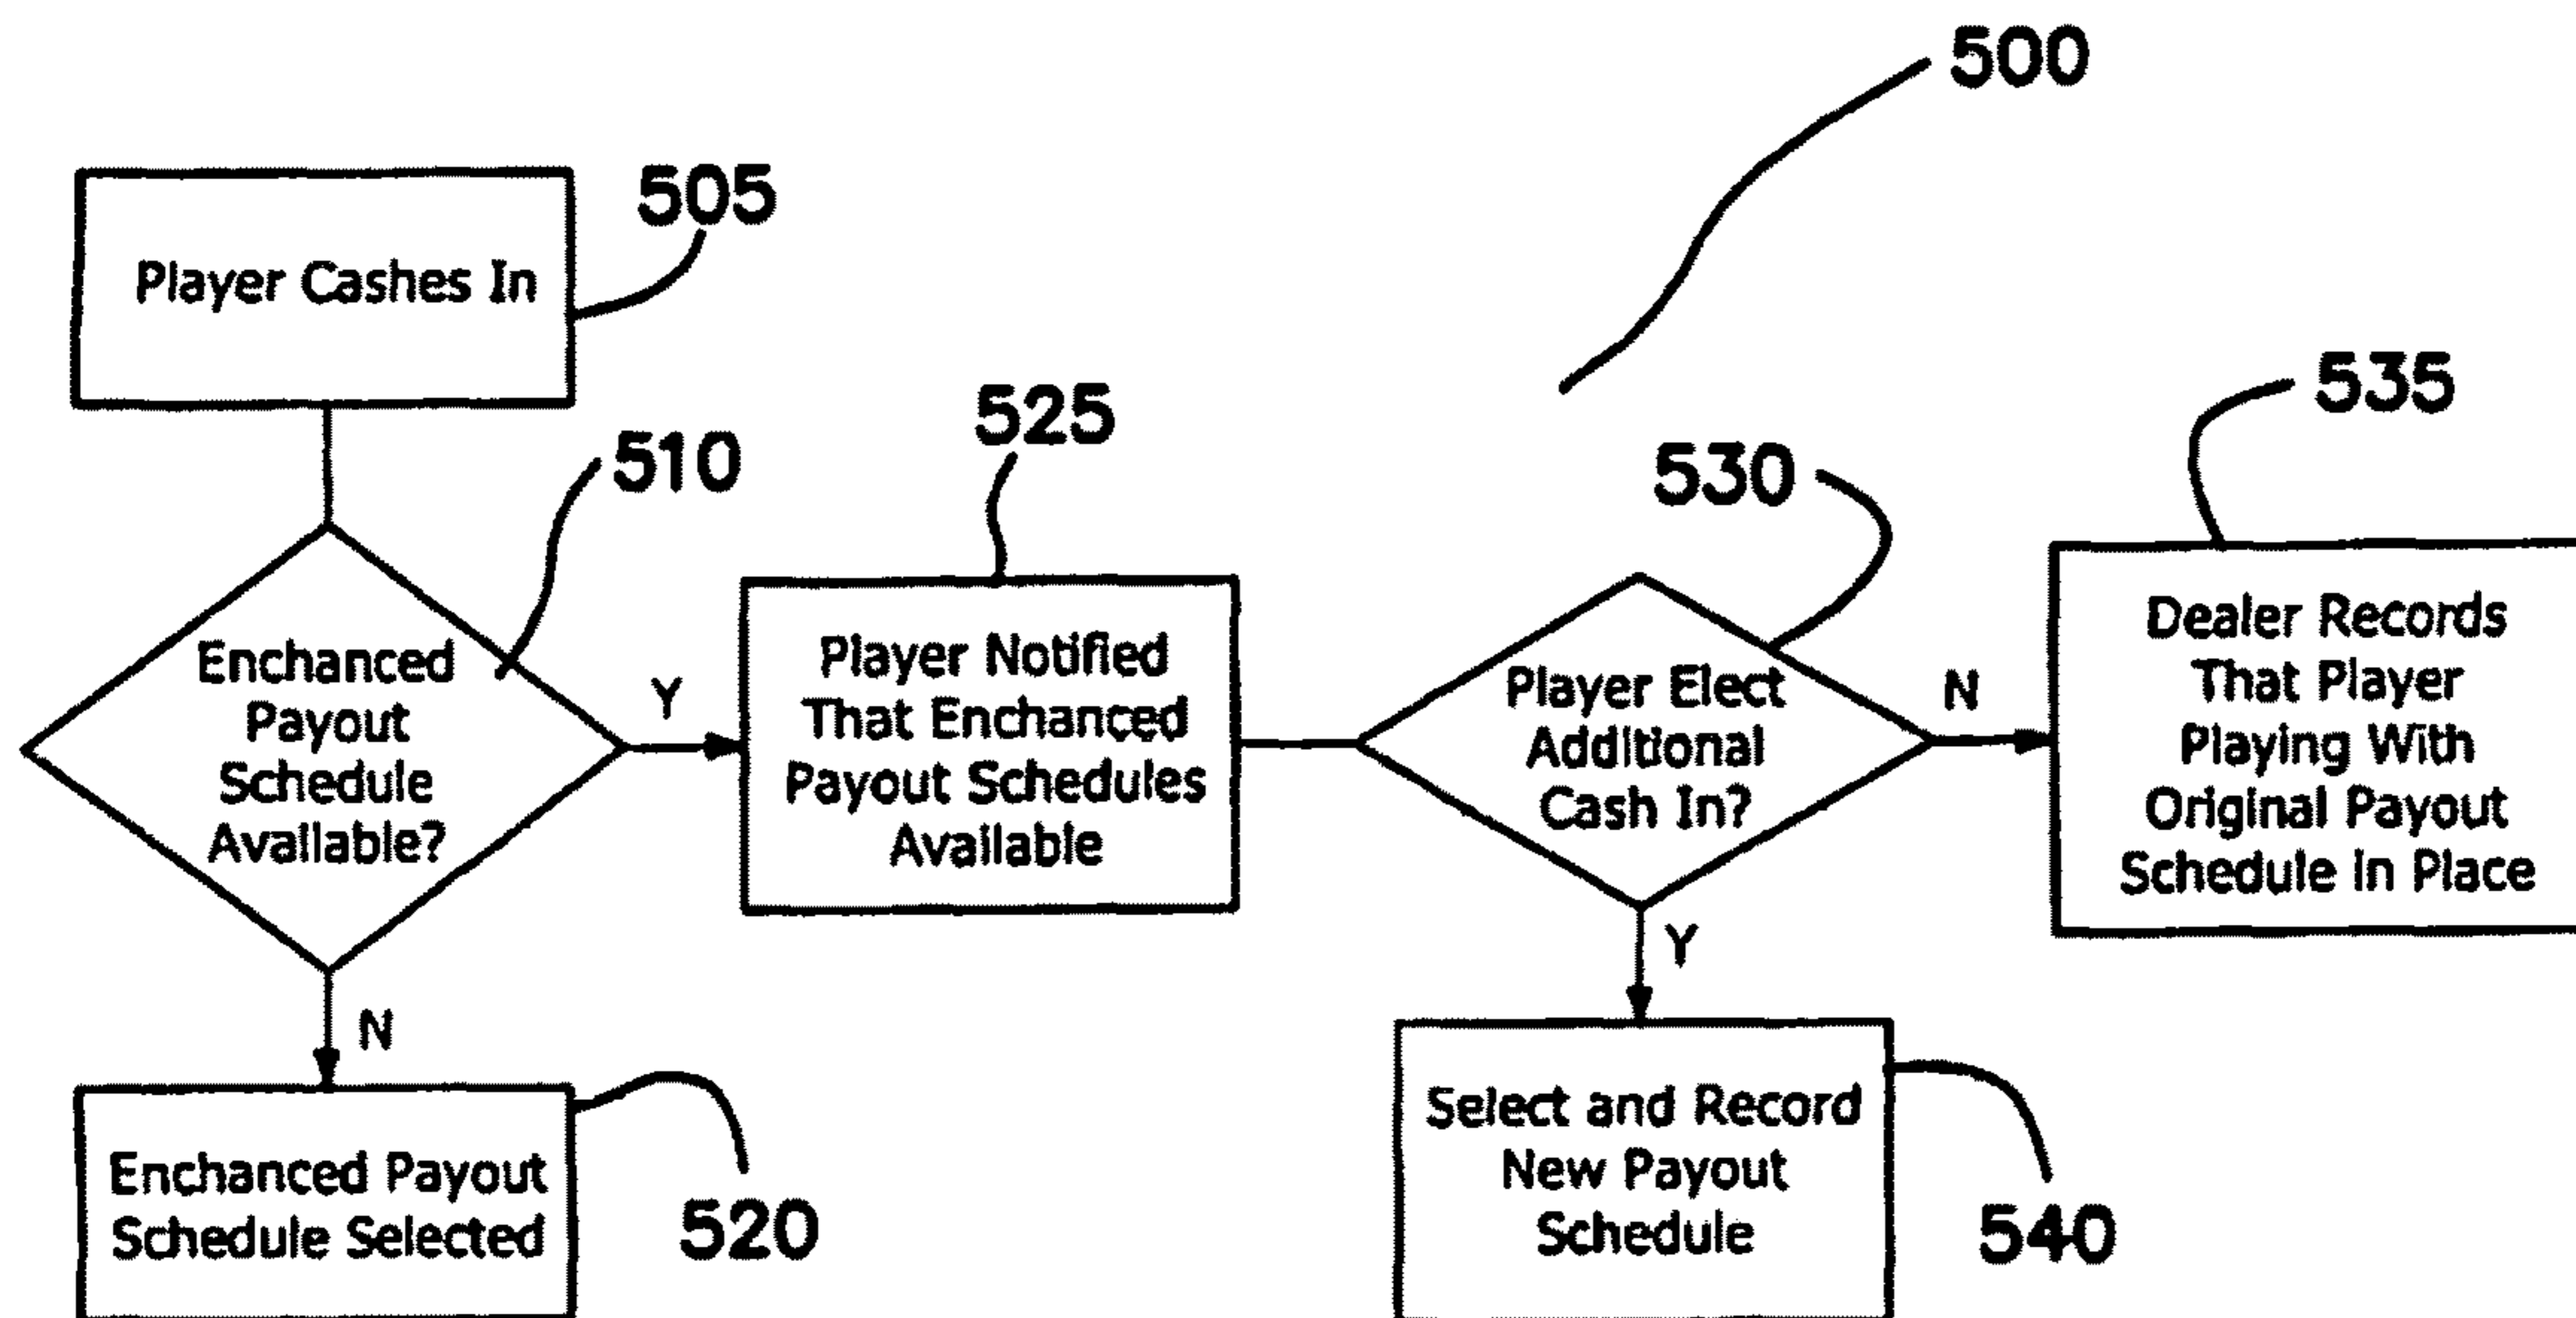 500
505
Player Cashes In
510
Enchanced
Payout
Schedule
Available?
Y
N
Enchanced Payout
Schedule Selected
520
525
Player Notified
That Enchanced
Payout Schedules
Available
530
Player Elect
Additional
Cash In?
N
Y
535
Dealer Records
That Player
Playing With
Original Payout
Schedule in Place
Select and Record
New Payout
Schedule
540